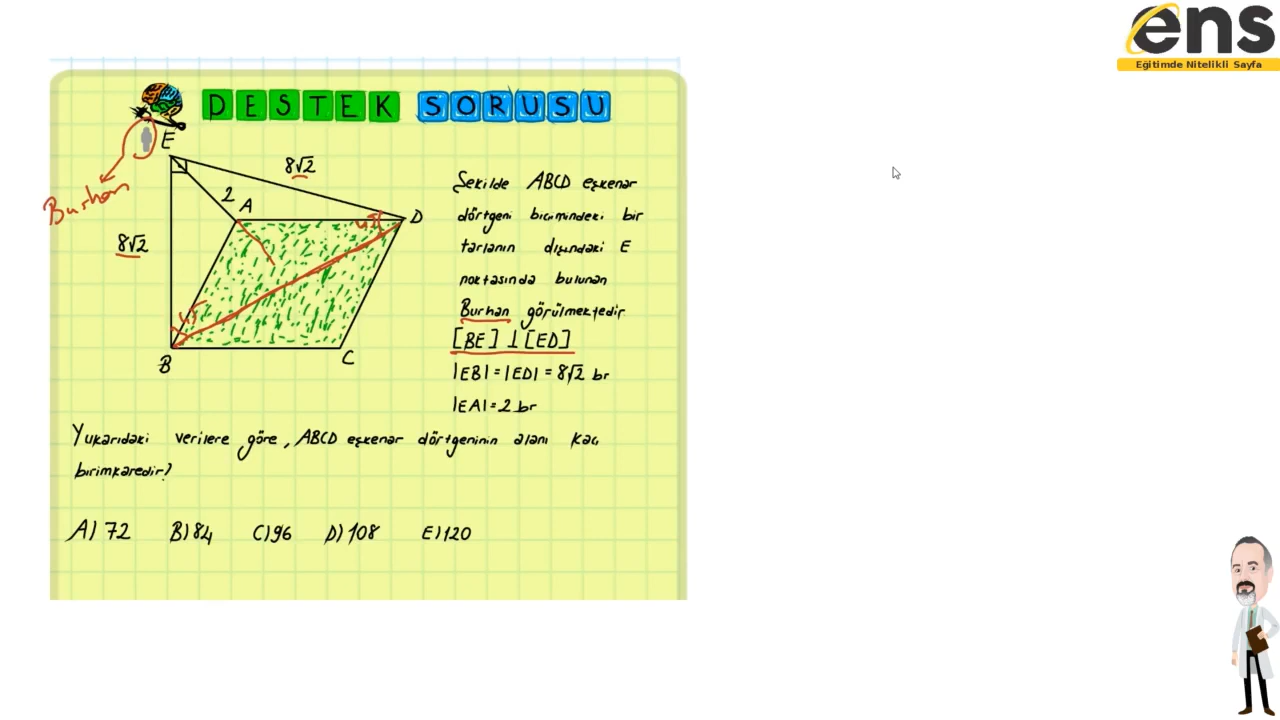 ens
Eğitimde Nitelikli Sayfa
DESTEK SORUSU
E
Burhan
8√2
2
A
D
45
8√2
45
B
C
Şekilde ABCD eşkenar
dörtgeni biçimindeki bir
tarlanın dışındaki E
noktasında bulunan
Burhan görülmektedir.
[BE] ⊥ [ED]
|EB| = |ED| = 8√2 br
|EA| = 2 br
Yukarıdaki verilere göre, ABCD eşkenar dörtgeninin alanı kaç
birimkaredir?
A) 72 B) 84 C) 96 D) 108 E) 120